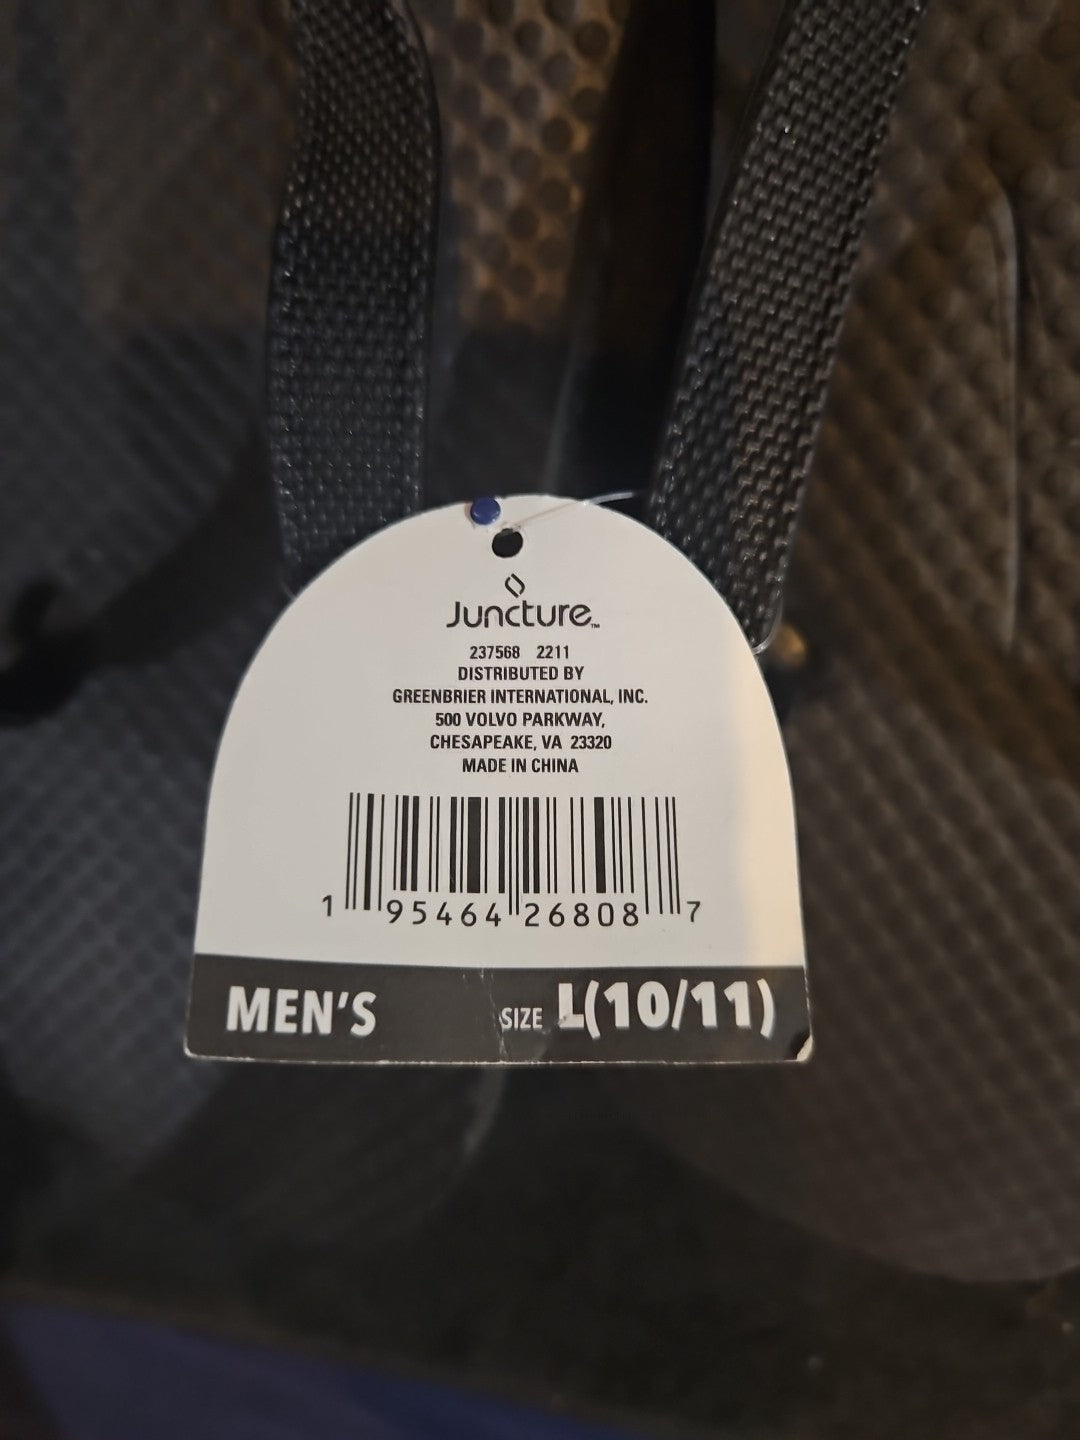 Juncture™
237568 2211
DISTRIBUTED BY
GREENBRIER INTERNATIONAL, INC.
500 VOLVO PARKWAY,
CHESAPEAKE, VA 23320
MADE IN CHINA
1 95464 26808 7
MEN'S SIZE L(10/11)